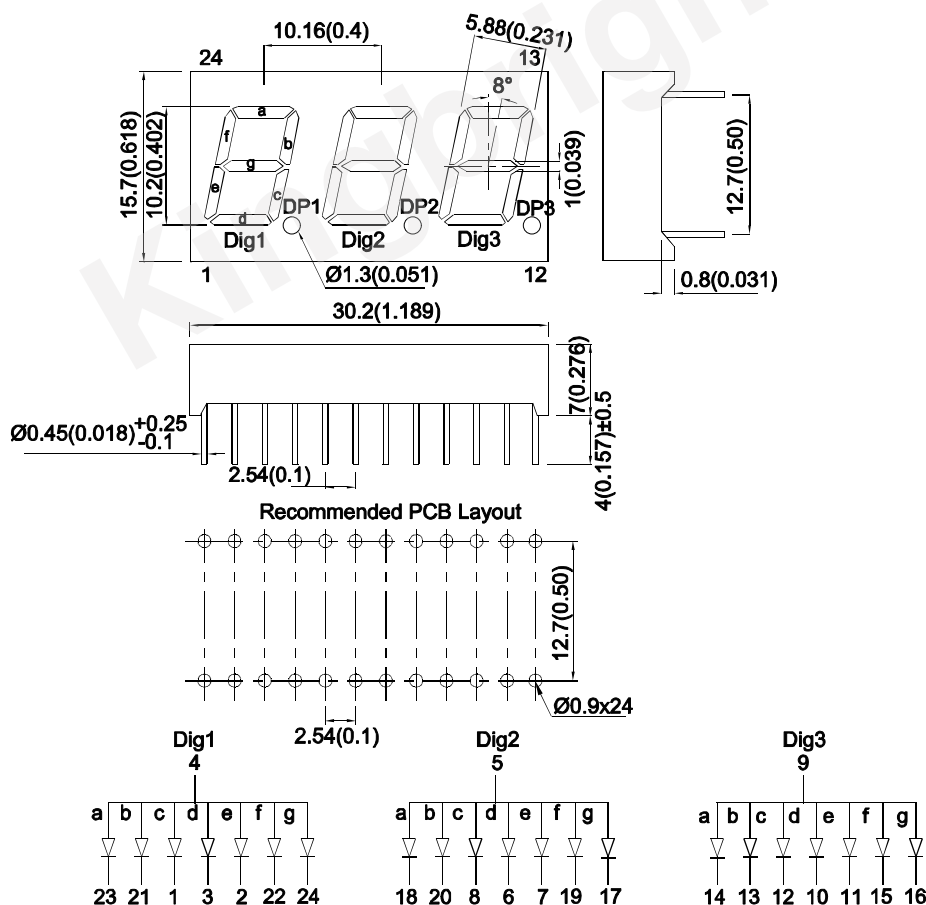 Kingbright
10.16(0.4)
5.88(0.231)
24
13
8°
a
f
b
g
e
c
d
DP1
DP2
DP3
Dig1
Dig2
Dig3
15.7(0.618)
10.2(0.402)
1(0.039)
12.7(0.50)
1
12
Ø1.3(0.051)
0.8(0.031)
30.2(1.189)
7(0.276)
Ø0.45(0.018)+0.25
-0.1
4(0.157)±0.5
2.54(0.1)
Recommended PCB Layout
12.7(0.50)
Ø0.9x24
2.54(0.1)
Dig1
4
a b c d e f g
23 21 1 3 2 22 24
Dig2
5
a b c d e f g
18 20 8 6 7 19 17
Dig3
9
a b c d e f g
14 13 12 10 11 15 16